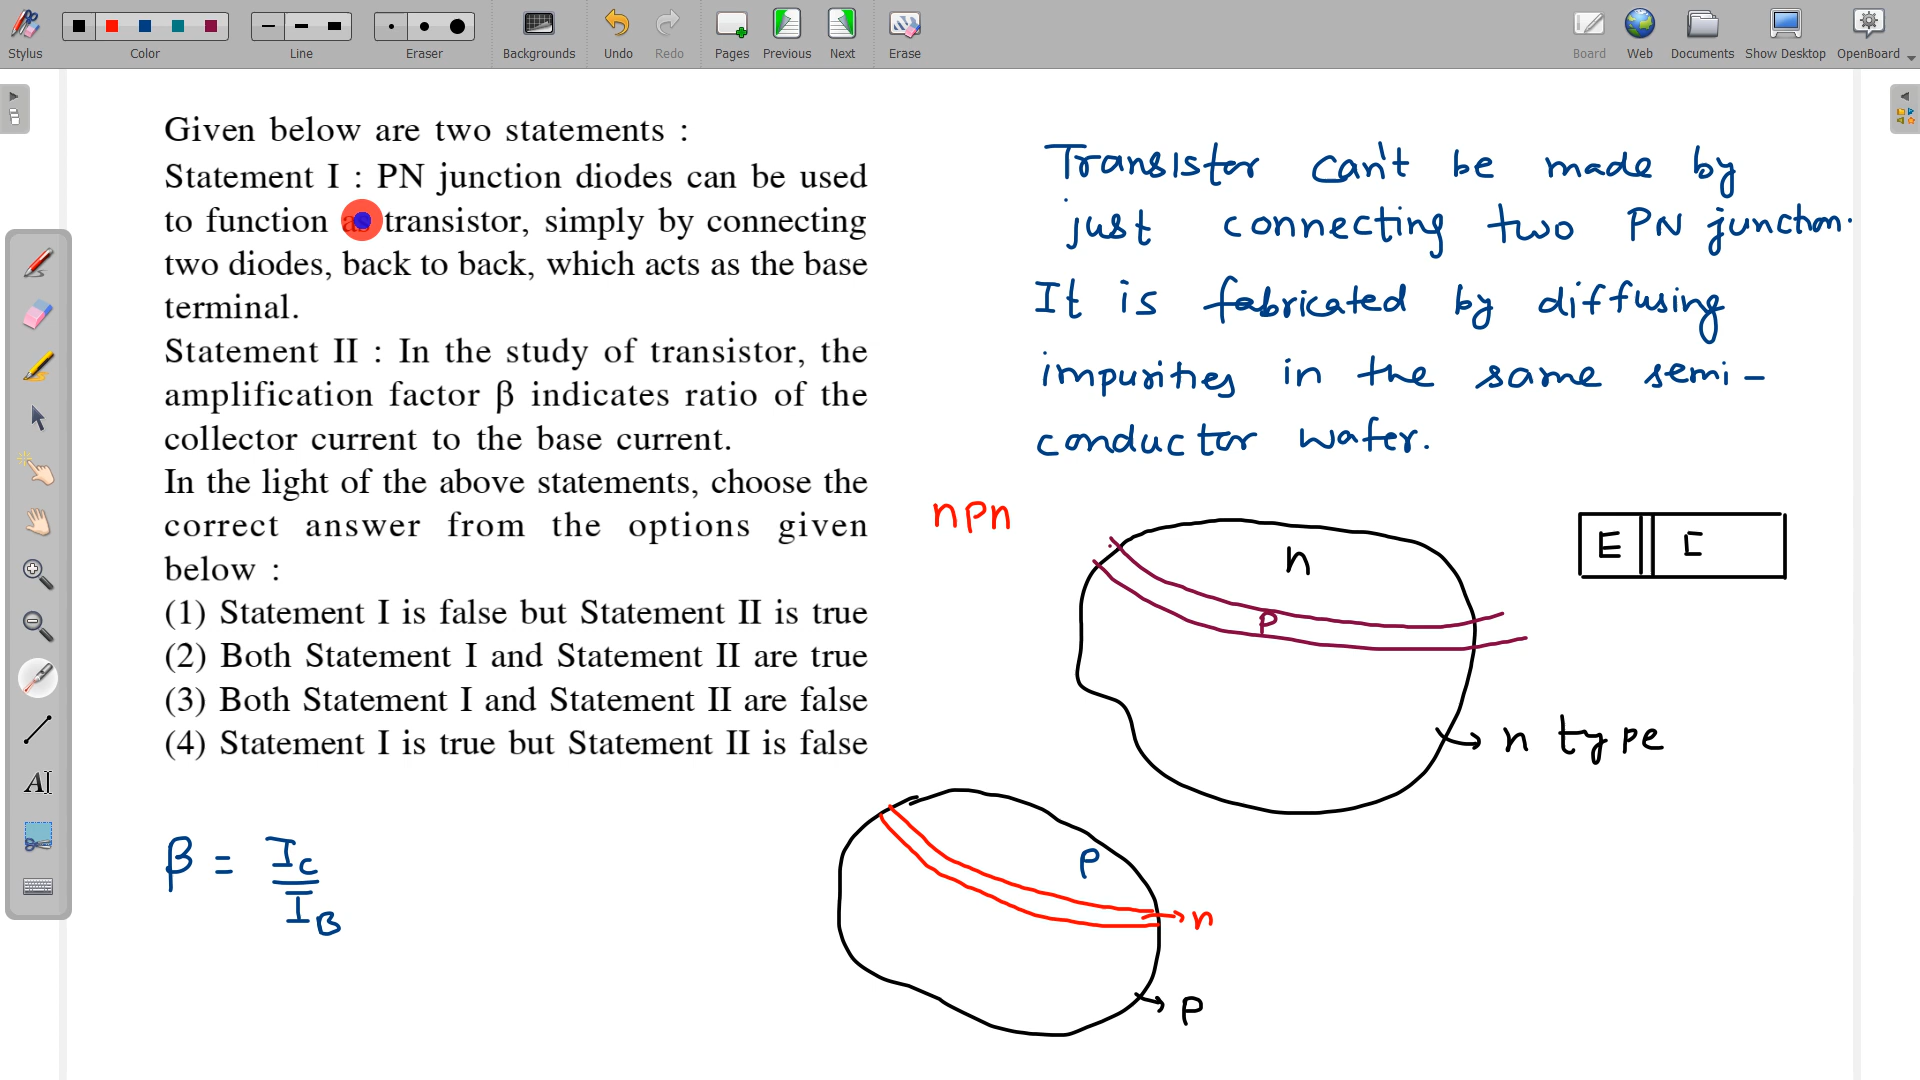 Stylus
Color
Line
Eraser
Backgrounds
Undo
Redo
Pages
Previous
Next
Erase
Board
Web
Documents
Show Desktop
OpenBoard
Given below are two statements :
Statement I : PN junction diodes can be used
to function as transistor, simply by connecting
two diodes, back to back, which acts as the base
terminal.
Statement II : In the study of transistor, the
amplification factor β indicates ratio of the
collector current to the base current.
In the light of the above statements, choose the
correct answer from the options given
below :
(1) Statement I is false but Statement II is true
(2) Both Statement I and Statement II are true
(3) Both Statement I and Statement II are false
(4) Statement I is true but Statement II is false
β = I_C / I_B
Transistor can't be made by
just connecting two PN junction.
It is fabricated by diffusing
impurities in the same semi-
conductor wafer.
npn
n
P
n type
E
C
P
n
P
AI